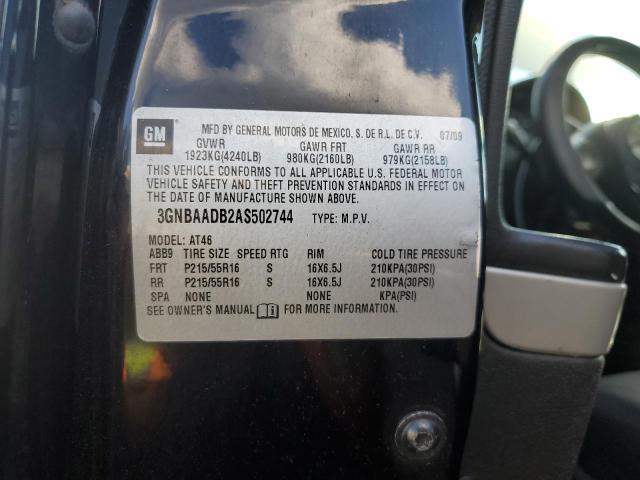 GM
MFD BY GENERAL MOTORS DE MEXICO, S. DE R.L. DE C.V. 07/09
GVWR GAWR FRT GAWR RR
1923KG(4240LB) 980KG(2160LB) 979KG(2158LB)
THIS VEHICLE CONFORMS TO ALL APPLICABLE U.S. FEDERAL MOTOR
VEHICLE SAFETY AND THEFT PREVENTION STANDARDS IN EFFECT ON
THE DATE OF MANUFACTURE SHOWN ABOVE.
3GNBAADB2AS502744 TYPE: M.P.V.
MODEL: AT46
ABB9 TIRE SIZE SPEED RTG RIM COLD TIRE PRESSURE
FRT P215/55R16 S 16X6.5J 210KPA(30PSI)
RR P215/55R16 S 16X6.5J 210KPA(30PSI)
SPA NONE NONE KPA(PSI)
SEE OWNER'S MANUAL FOR MORE INFORMATION.